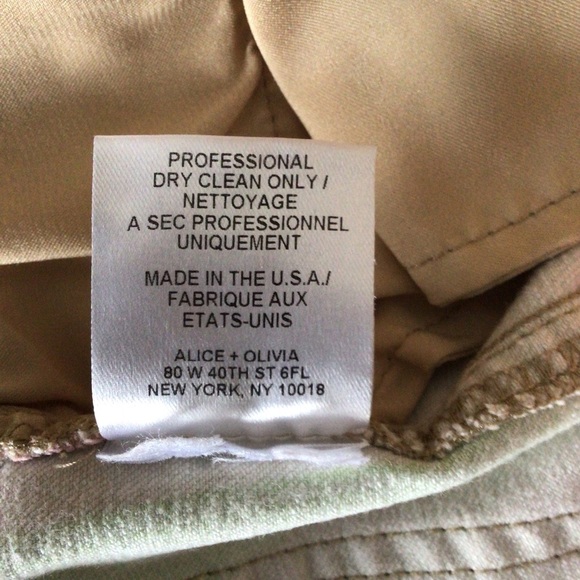 PROFESSIONAL
DRY CLEAN ONLY /
NETTOYAGE
A SEC PROFESSIONNEL
UNIQUEMENT
MADE IN THE U.S.A./
FABRIQUE AUX
ETATS-UNIS
ALICE + OLIVIA
80 W 40TH ST 6FL
NEW YORK, NY 10018